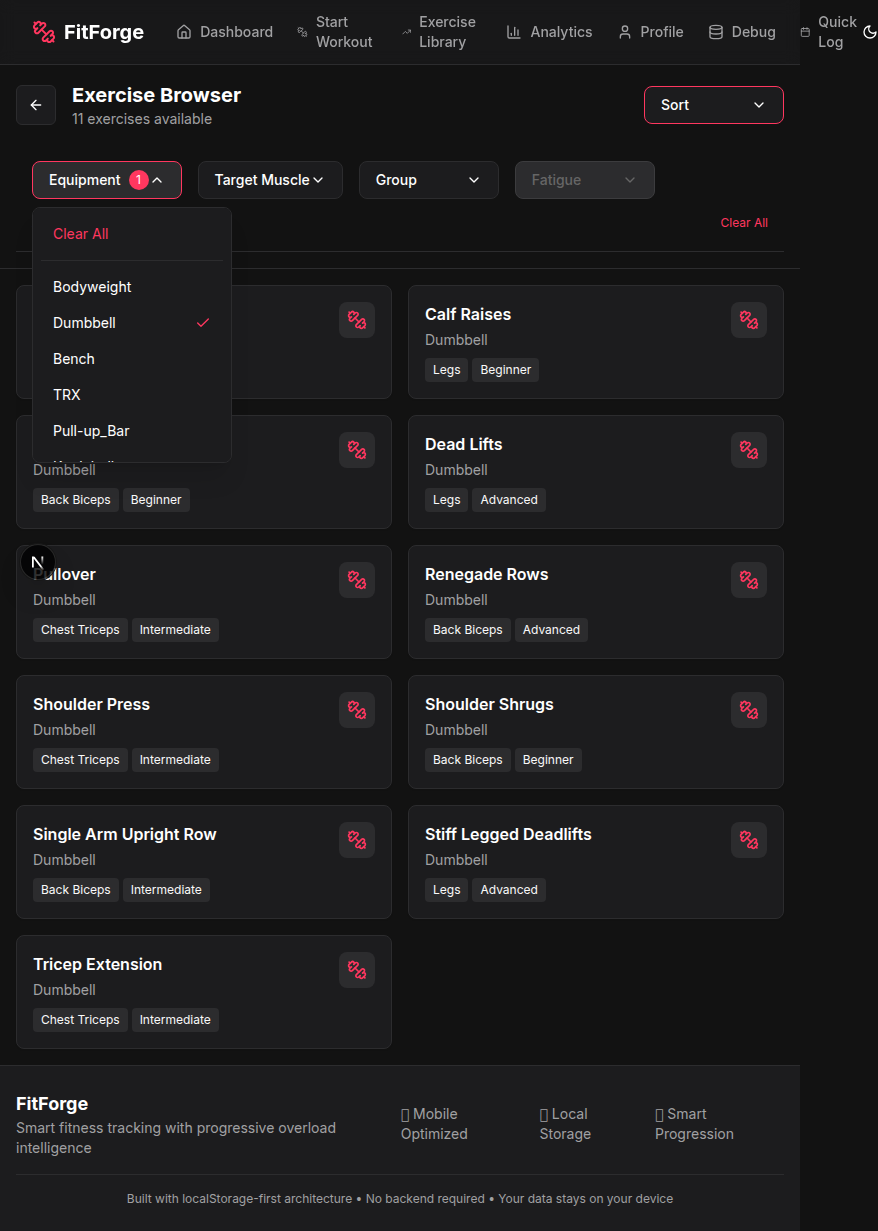 FitForge
Dashboard
Start
Workout
Exercise
Library
Analytics
Profile
Debug
Quick
Log
Exercise Browser
11 exercises available
Sort
Equipment 1
Target Muscle
Group
Fatigue
Clear All
Clear All
Bodyweight
Dumbbell
Bench
TRX
Pull-up_Bar
Calf Raises
Dumbbell
Legs Beginner
Dumbbell
Back Biceps Beginner
Dead Lifts
Dumbbell
Legs Advanced
N
Pullover
Dumbbell
Chest Triceps Intermediate
Renegade Rows
Dumbbell
Back Biceps Advanced
Shoulder Press
Dumbbell
Chest Triceps Intermediate
Shoulder Shrugs
Dumbbell
Back Biceps Beginner
Single Arm Upright Row
Dumbbell
Back Biceps Intermediate
Stiff Legged Deadlifts
Dumbbell
Legs Advanced
Tricep Extension
Dumbbell
Chest Triceps Intermediate
FitForge
Smart fitness tracking with progressive overload
intelligence
Mobile
Optimized
Local
Storage
Smart
Progression
Built with localStorage-first architecture • No backend required • Your data stays on your device